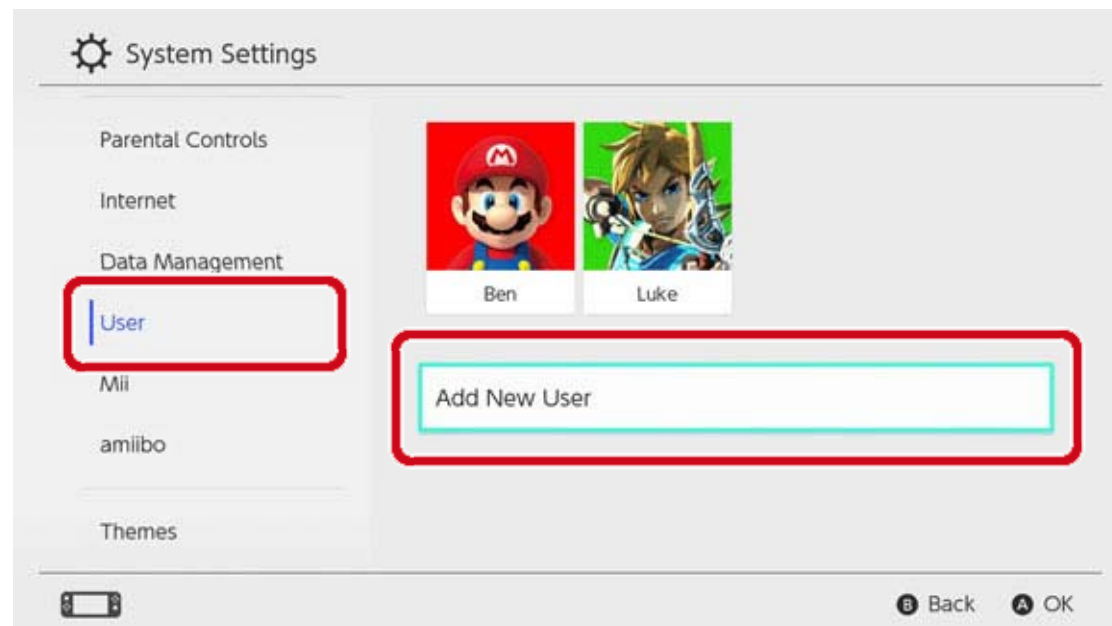 System Settings
Parental Controls
Internet
Data Management
User
Mii
amiibo
Themes
Ben
Luke
Add New User
B Back
A OK